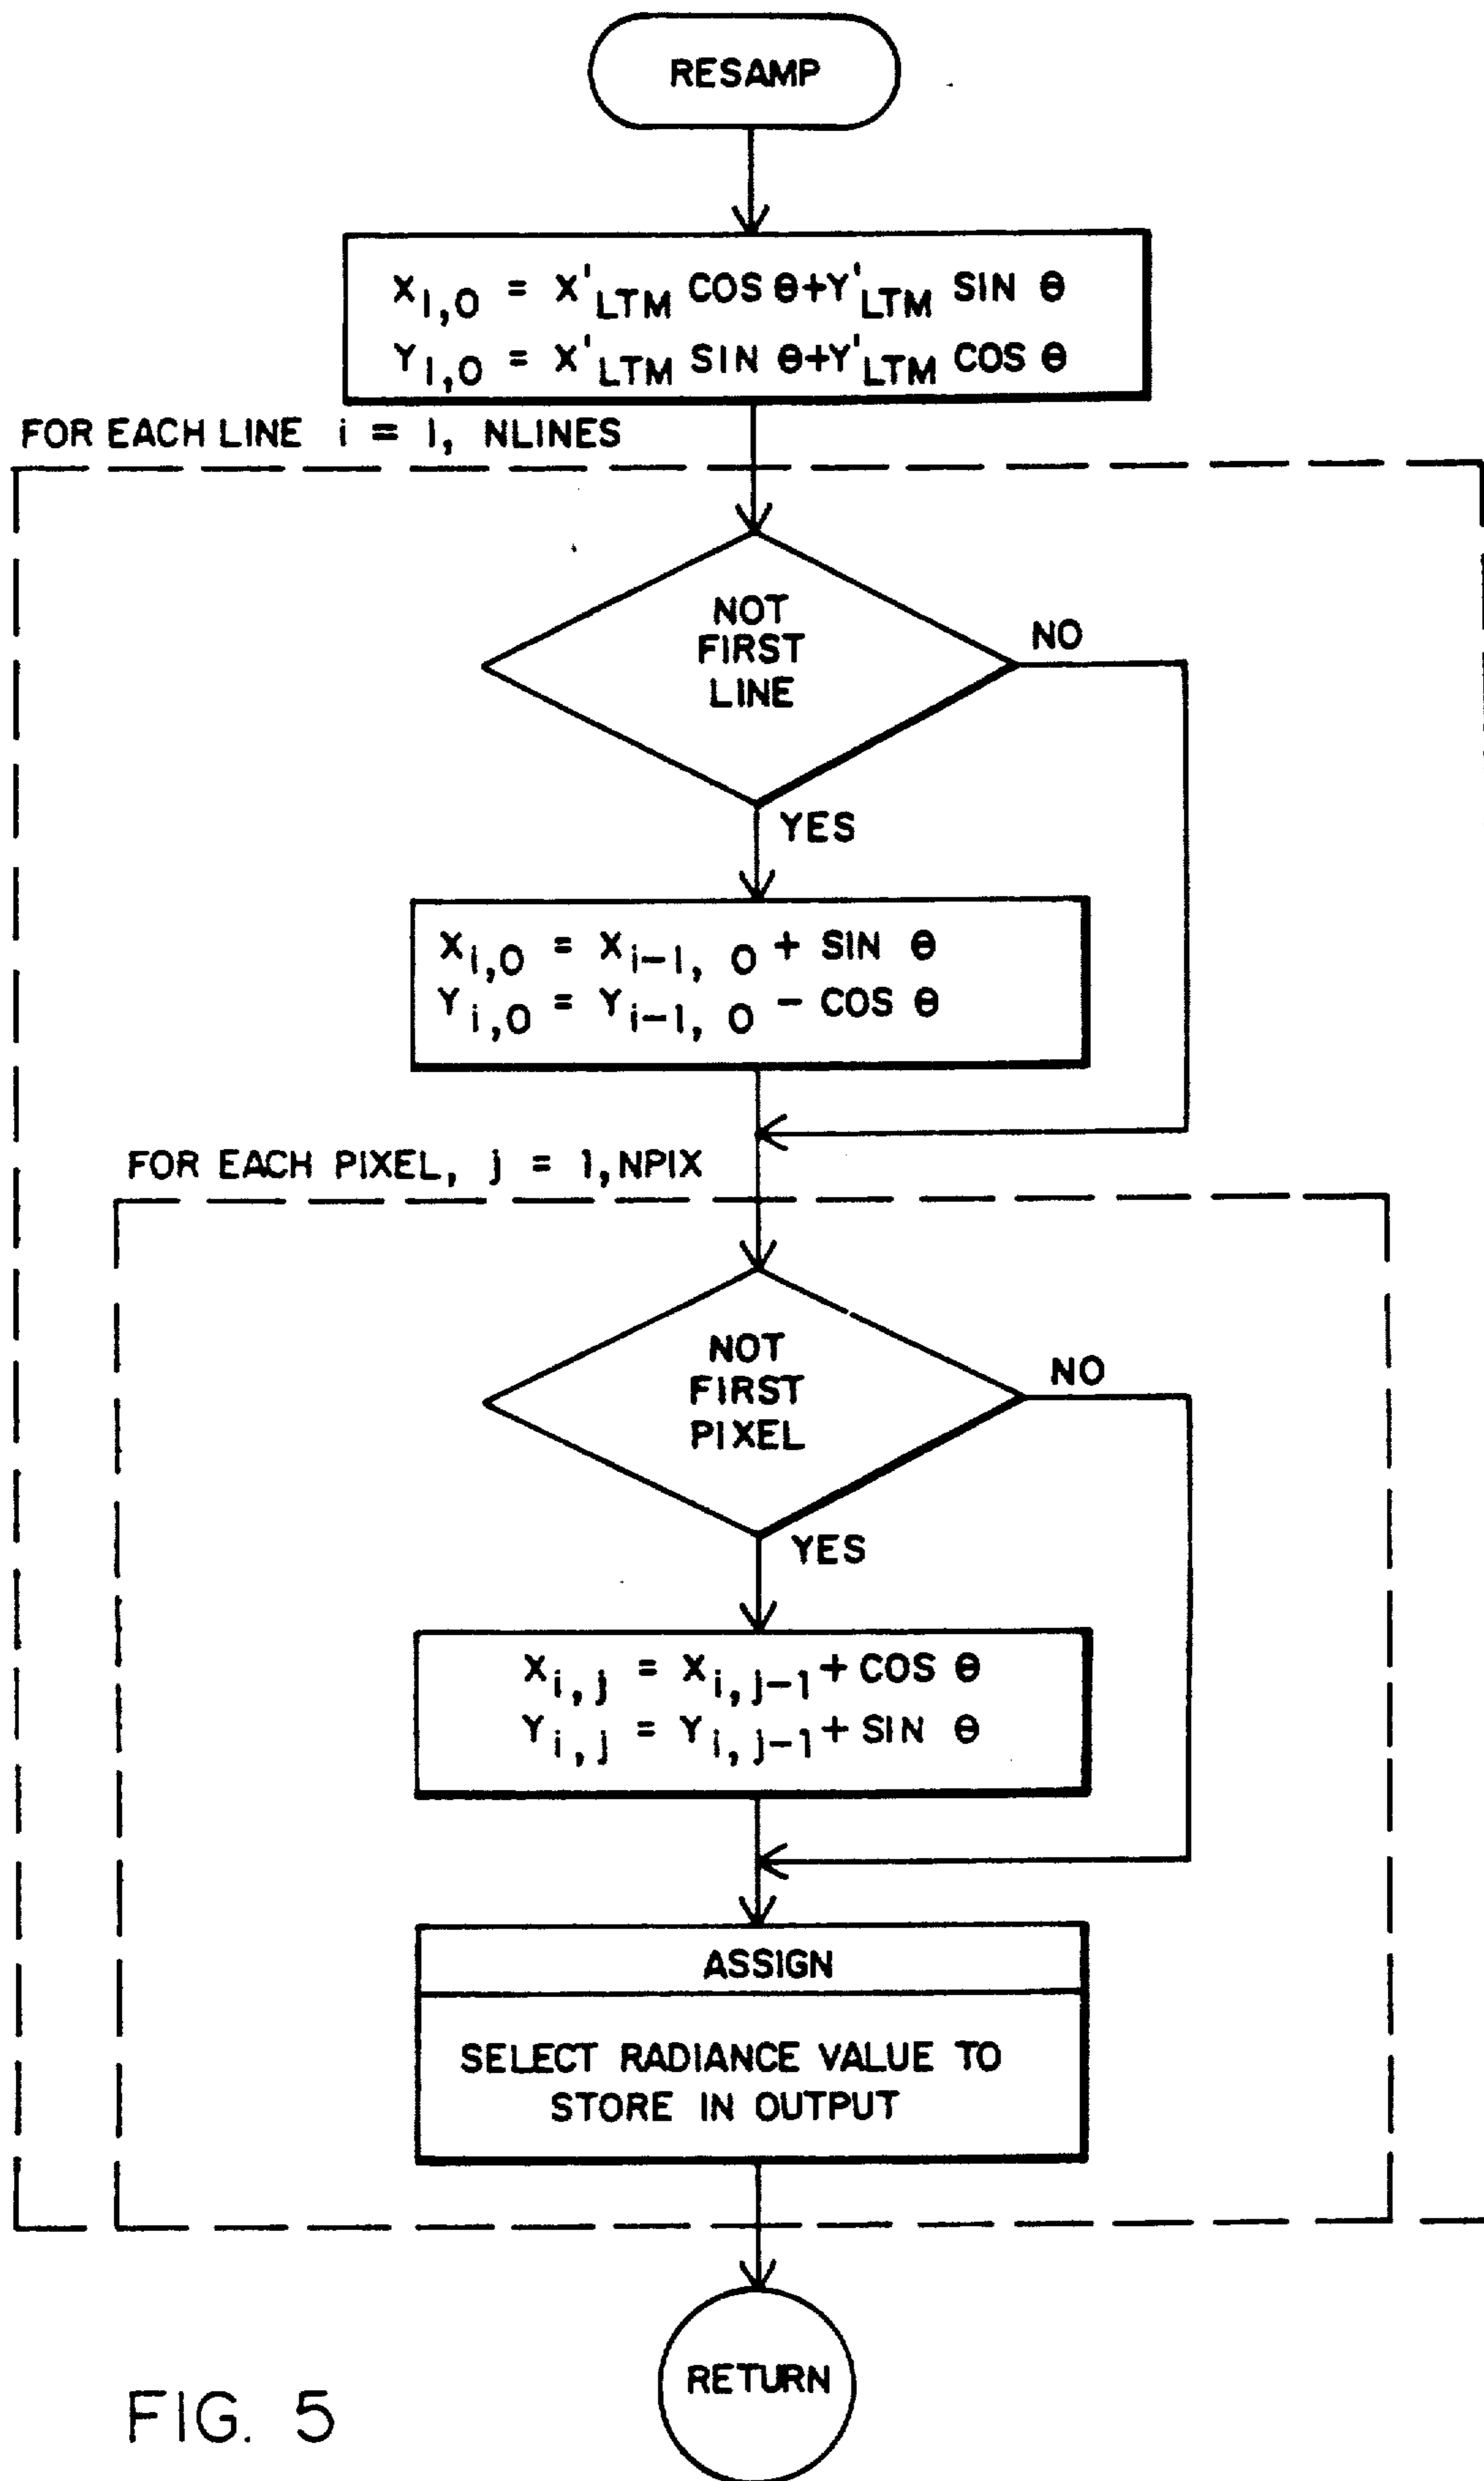 RESAMP
X1,0 = X'LTM COS θ+Y'LTM SIN θ
Y1,0 = X'LTM SIN θ+Y'LTM COS θ
FOR EACH LINE i = 1, NLINES
NOT
FIRST
LINE
NO
YES
Xi,0 = Xi-1, 0 + SIN θ
Yi,0 = Yi-1, 0 - COS θ
FOR EACH PIXEL, j = 1, NPIX
NOT
FIRST
PIXEL
NO
YES
Xi,j = Xi,j-1 + COS θ
Yi,j = Yi,j-1 + SIN θ
ASSIGN
SELECT RADIANCE VALUE TO
STORE IN OUTPUT
RETURN
FIG. 5